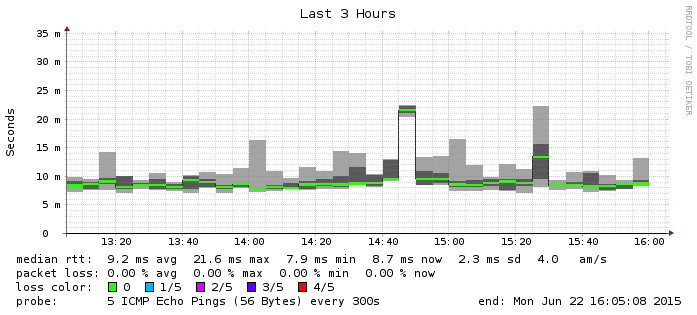 Last 3 Hours
RRDTOOL / TOBI OETIKER
Seconds
35 m
30 m
25 m
20 m
15 m
10 m
5 m
0
13:20 13:40 14:00 14:20 14:40 15:00 15:20 15:40 16:00
median rtt: 9.2 ms avg 21.6 ms max 7.9 ms min 8.7 ms now 2.3 ms sd 4.0 am/s
packet loss: 0.00 % avg 0.00 % max 0.00 % min 0.00 % now
loss color: 0 1/5 2/5 3/5 4/5
probe: 5 ICMP Echo Pings (56 Bytes) every 300s end: Mon Jun 22 16:05:08 2015